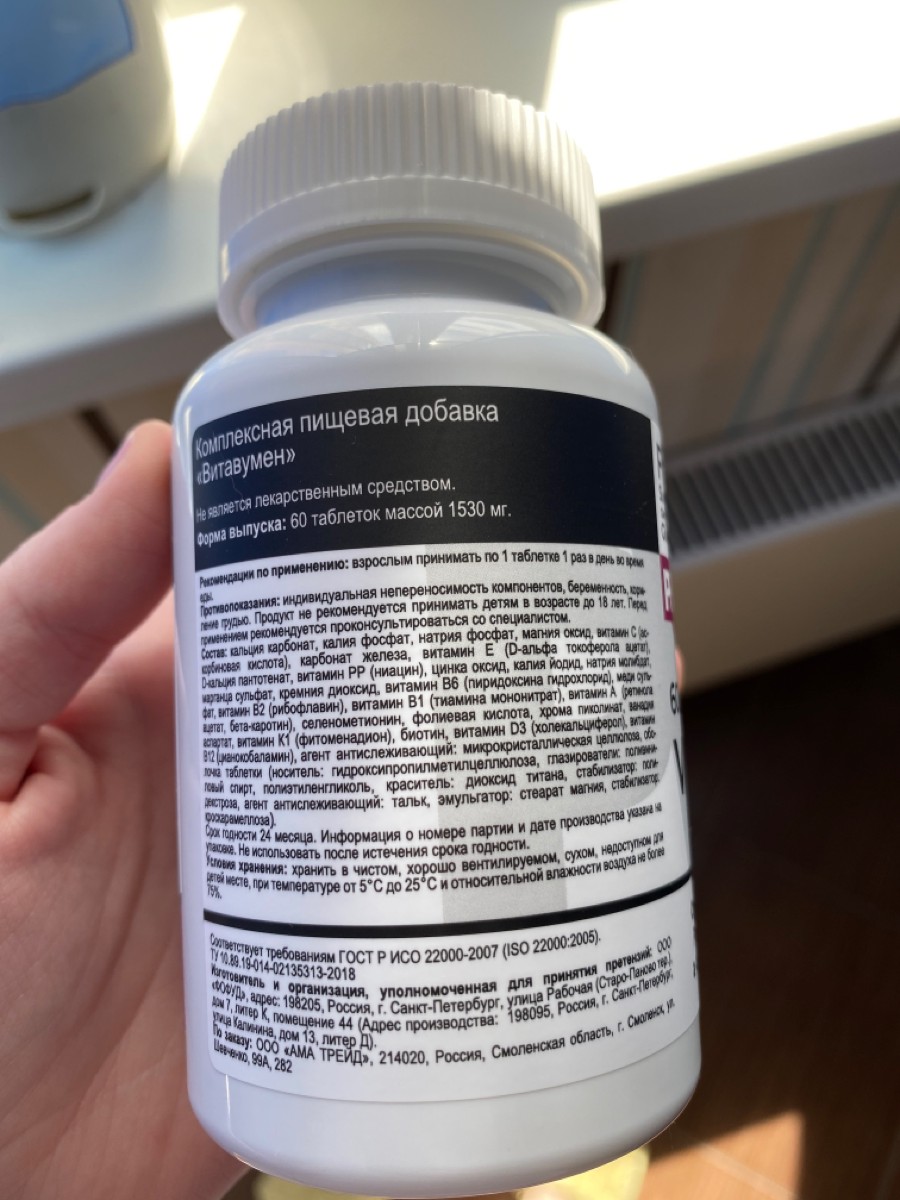 Комплексная пищевая добавка
«Витавумен»
Не является лекарственным средством.
Форма выпуска: 60 таблеток массой 1530 мг.
Рекомендации по применению: взрослым принимать по 1 таблетке 1 раз в день во время
еды.
Противопоказания: индивидуальная непереносимость компонентов, беременность, корм-
ление грудью. Продукт не рекомендуется принимать детям в возрасте до 18 лет. Перед
применением рекомендуется проконсультироваться со специалистом.
Состав: кальция карбонат, калия фосфат, натрия фосфат, магния оксид, витамин С (ас-
корбиновая кислота), карбонат железа, витамин Е (D-альфа токоферола ацетат),
D-кальция пантотенат, витамин РР (ниацин), цинка оксид, калия йодид, натрия молибдат,
марганца сульфат, кремния диоксид, витамин В6 (пиридоксина гидрохлорид), меди суль-
фат, витамин В2 (рибофлавин), витамин В1 (тиамина мононитрат), витамин А (ретинола
ацетат, бета-каротин), селенометионин, фолиевая кислота, хрома пиколинат, ванадия
аспартат, витамин К1 (фитоменадион), биотин, витамин D3 (холекальциферол), витамин
В12 (цианокобаламин), агент антислеживающий: микрокристаллическая целлюлоза, обо-
лочка таблетки (носитель: гидроксипропилметилцеллюлоза, глазирователи: поливини-
ловый спирт, полиэтиленгликоль, краситель: диоксид титана, стабилизатор: поли-
декстроза, агент антислеживающий: тальк, эмульгатор: стеарат магния, стабилизатор:
кроскарамеллоза).
Срок годности 24 месяца. Информация о номере партии и дате производства указана на
упаковке. Не использовать после истечения срока годности.
Условия хранения: хранить в чистом, хорошо вентилируемом, сухом, недоступном для
детей месте, при температуре от 5°С до 25°С и относительной влажности воздуха не более
75%.
Соответствует требованиям ГОСТ Р ИСО 22000-2007 (ISO 22000:2005).
ТУ 10.89.19-014-02135313-2018
Изготовитель и организация, уполномоченная для принятия претензий: ООО
«ФОФУД», адрес: 198205, Россия, г. Санкт-Петербург, улица Рабочая (Старо-Паново тер.),
дом 7, литер К, помещение 44 (Адрес производства: 198095, Россия, г. Санкт-Петербург,
улица Калинина, дом 13, литер Д).
По заказу: ООО «АМА ТРЕЙД», 214020, Россия, Смоленская область, г. Смоленск, ул.
Шевченко, 99А, 282